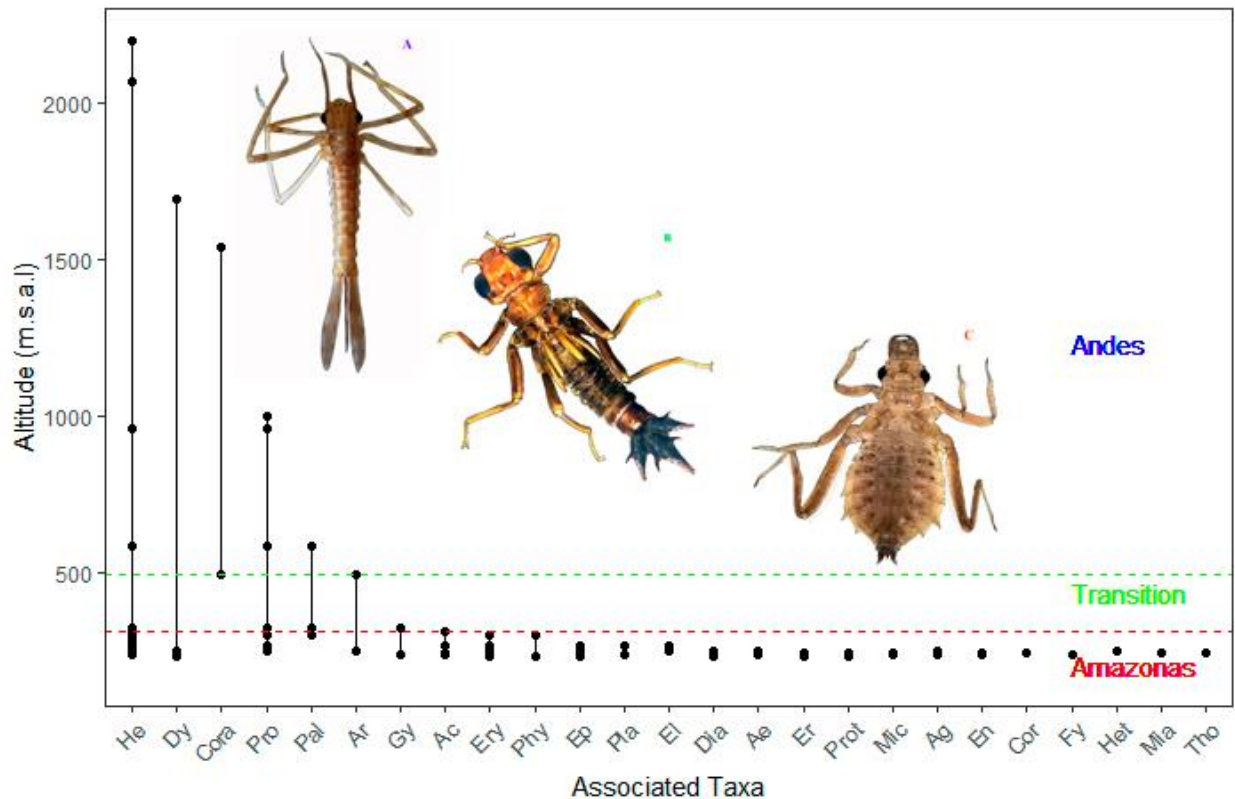 A
B
C
Andes
Transition
Amazonas
Altitude (m.s.a.l)
2000
1500
1000
500
He Dy Cora Pro Pal Ar Gy Ac Ery Phy Ep Pla El Dia Ae Er Prot Mic Ag En Cor Fy Het Mia Tho
Associated Taxa